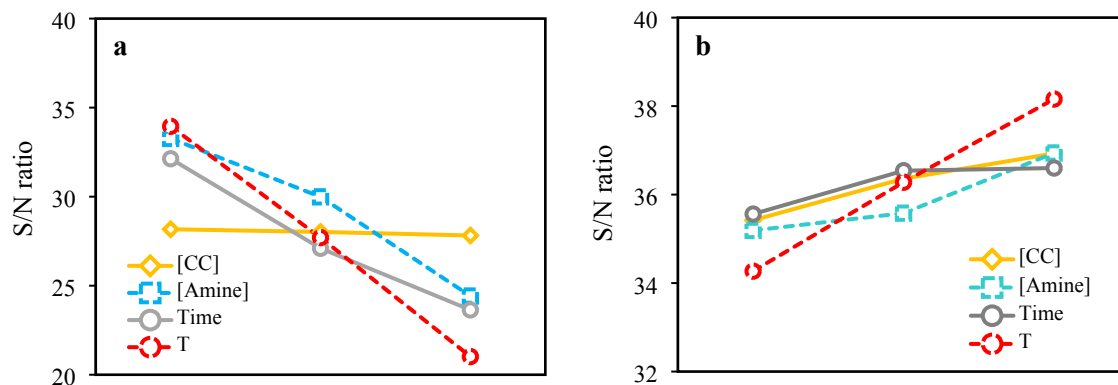 a
S/N ratio
40
35
30
25
20
[CC]
[Amine]
Time
T
b
S/N ratio
40
38
36
34
32
[CC]
[Amine]
Time
T